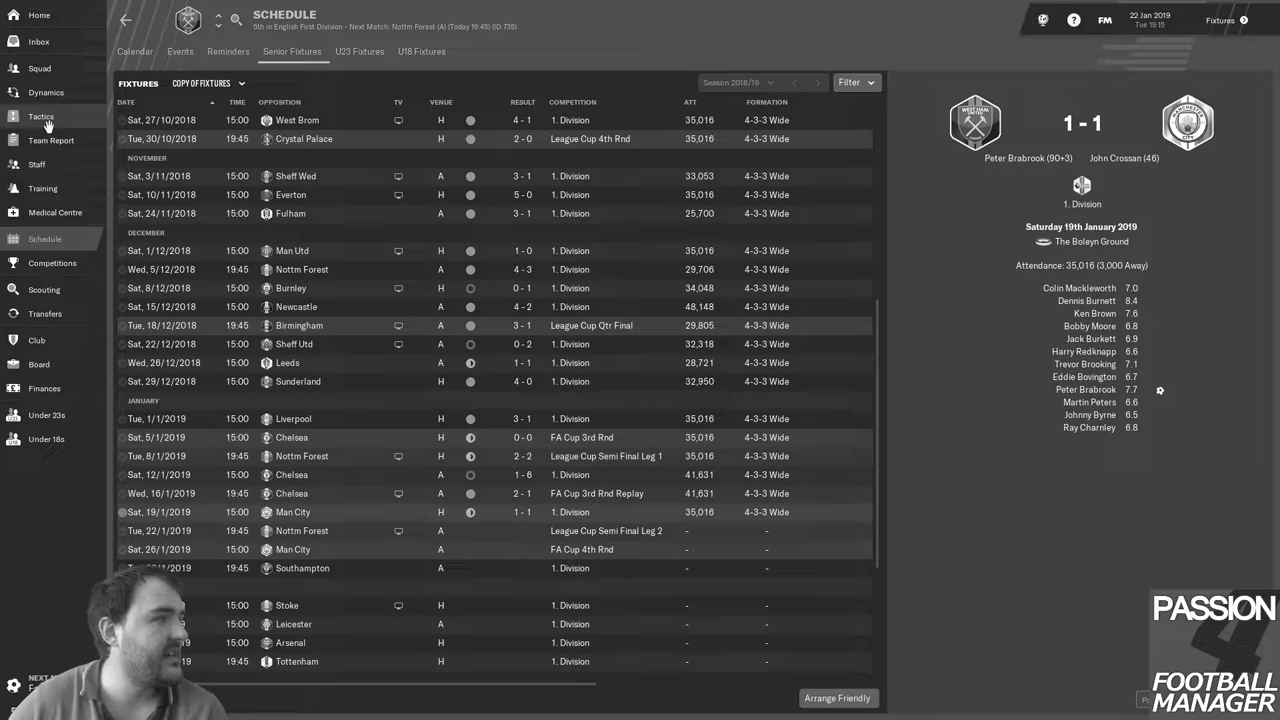 Home
Inbox
Squad
Dynamics
Tactics
Team Report
Staff
Training
Medical Centre
Schedule
Competitions
Scouting
Transfers
Club
Board
Finances
Under 23s
Under 18s
SCHEDULE
5th in English First Division - Next Match: Nottm Forest (A) (Today 19:45) (ID:735)
FM
22 Jan 2019
Tue 19:15
Fixtures
Calendar Events Reminders Senior Fixtures U23 Fixtures U18 Fixtures
FIXTURES COPY OF FIXTURES Season 2018/19 Filter
DATE TIME OPPOSITION TV VENUE RESULT COMPETITION ATT FORMATION
Sat, 27/10/2018 15:00 West Brom H 4 - 1 1. Division 35,016 4-3-3 Wide
Tue, 30/10/2018 19:45 Crystal Palace H 2 - 0 League Cup 4th Rnd 35,016 4-3-3 Wide
NOVEMBER
Sat, 3/11/2018 15:00 Sheff Wed A 3 - 1 1. Division 33,053 4-3-3 Wide
Sat, 10/11/2018 15:00 Everton H 5 - 0 1. Division 35,016 4-3-3 Wide
Sat, 24/11/2018 15:00 Fulham A 3 - 1 1. Division 25,700 4-3-3 Wide
DECEMBER
Sat, 1/12/2018 15:00 Man Utd H 1 - 0 1. Division 35,016 4-3-3 Wide
Wed, 5/12/2018 19:45 Nottm Forest A 4 - 3 1. Division 29,706 4-3-3 Wide
Sat, 8/12/2018 15:00 Burnley H 0 - 1 1. Division 34,048 4-3-3 Wide
Sat, 15/12/2018 15:00 Newcastle A 4 - 2 1. Division 48,148 4-3-3 Wide
Tue, 18/12/2018 19:45 Birmingham A 3 - 1 League Cup Qtr Final 29,805 4-3-3 Wide
Sat, 22/12/2018 15:00 Sheff Utd H 0 - 2 1. Division 32,318 4-3-3 Wide
Wed, 26/12/2018 15:00 Leeds A 1 - 1 1. Division 28,721 4-3-3 Wide
Sat, 29/12/2018 15:00 Sunderland A 4 - 0 1. Division 32,950 4-3-3 Wide
JANUARY
Tue, 1/1/2019 15:00 Liverpool H 3 - 1 1. Division 35,016 4-3-3 Wide
Sat, 5/1/2019 15:00 Chelsea H 0 - 0 FA Cup 3rd Rnd 35,016 4-3-3 Wide
Tue, 8/1/2019 19:45 Nottm Forest H 2 - 2 League Cup Semi Final Leg 1 35,016 4-3-3 Wide
Sat, 12/1/2019 15:00 Chelsea A 1 - 6 1. Division 41,631 4-3-3 Wide
Wed, 16/1/2019 19:45 Chelsea A 2 - 1 FA Cup 3rd Rnd Replay 41,631 4-3-3 Wide
Sat, 19/1/2019 15:00 Man City H 1 - 1 1. Division 35,016 4-3-3 Wide
Tue, 22/1/2019 19:45 Nottm Forest A League Cup Semi Final Leg 2 - -
Sat, 26/1/2019 15:00 Man City A FA Cup 4th Rnd - -
/1/2019 19:45 Southampton A 1. Division - -
19 15:00 Stoke H 1. Division - -
19 15:00 Leicester A 1. Division - -
19 15:00 Arsenal H 1. Division - -
19 19:45 Tottenham H 1. Division - -
Arrange Friendly
1 - 1
Peter Brabrook (90+3) John Crossan (46)
1. Division
Saturday 19th January 2019
The Boleyn Ground
Attendance: 35,016 (3,000 Away)
Colin Mackleworth 7.0
Dennis Burnett 8.4
Ken Brown 7.6
Bobby Moore 6.8
Jack Burkett 6.9
Harry Redknapp 6.6
Trevor Brooking 7.1
Eddie Bovington 6.7
Peter Brabrook 7.7
Martin Peters 6.6
Johnny Byrne 6.5
Ray Charnley 6.8
PASSION
4
FOOTBALL
MANAGER